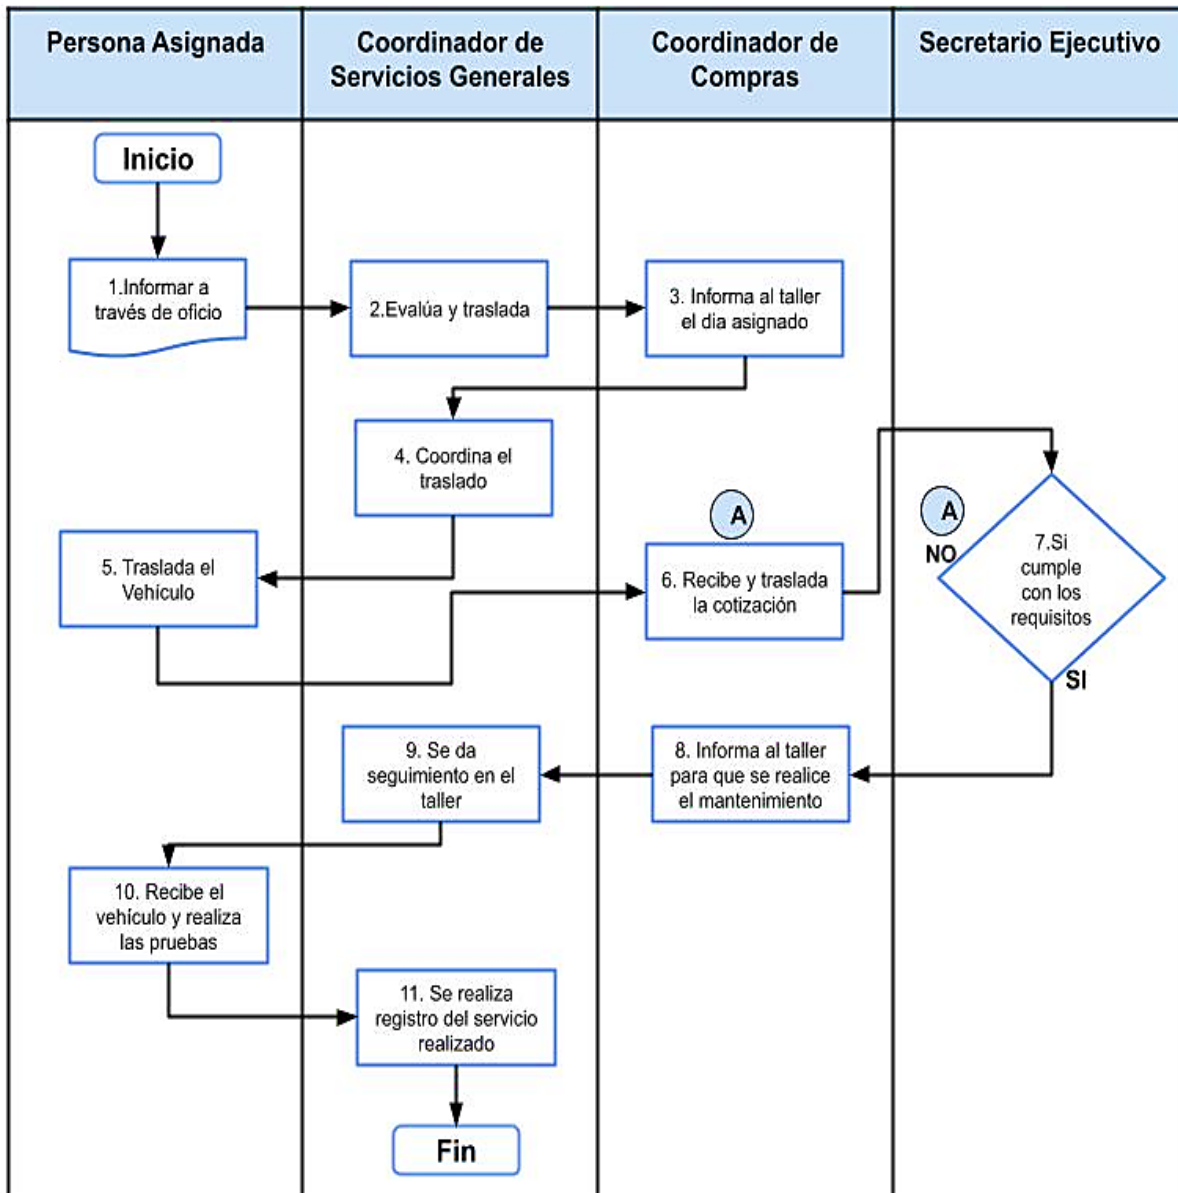 Persona Asignada
Coordinador de
Servicios Generales
Coordinador de
Compras
Secretario Ejecutivo
Inicio
1.Informar a
través de oficio
2.Evalúa y traslada
3. Informa al taller
el dia asignado
4. Coordina el
traslado
5. Traslada el
Vehículo
A
6. Recibe y traslada
la cotización
A
NO
7.Si
cumple
con los
requisitos
SI
8. Informa al taller
para que se realice
el mantenimiento
9. Se da
seguimiento en el
taller
10. Recibe el
vehículo y realiza
las pruebas
11. Se realiza
registro del servicio
realizado
Fin